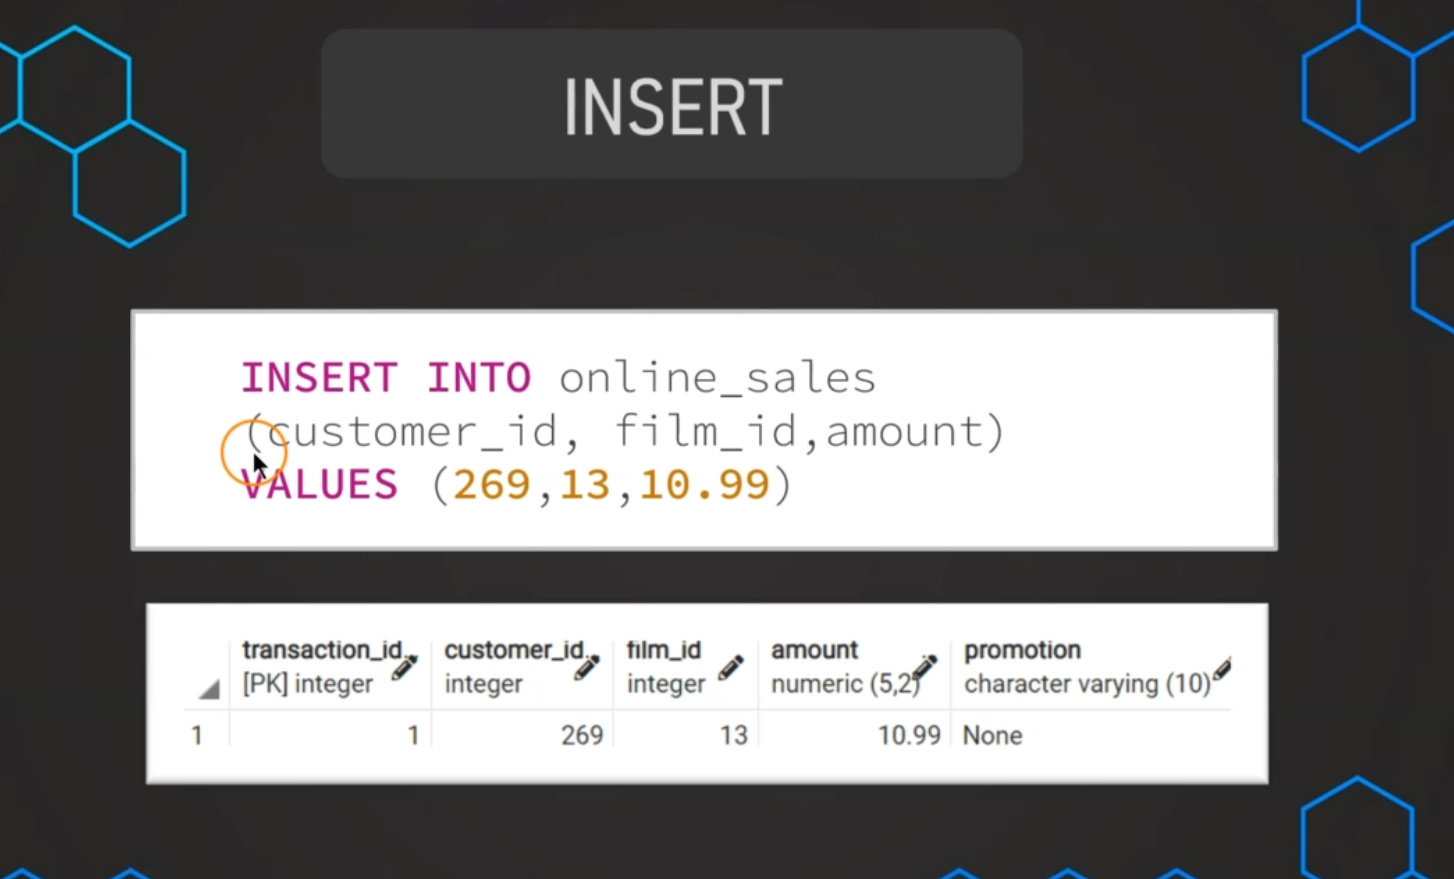 INSERT
INSERT INTO online_sales
(customer_id, film_id,amount)
VALUES (269,13,10.99)
transaction_id customer_id film_id amount promotion
[PK] integer integer integer numeric (5,2) character varying (10)
1 1 269 13 10.99 None